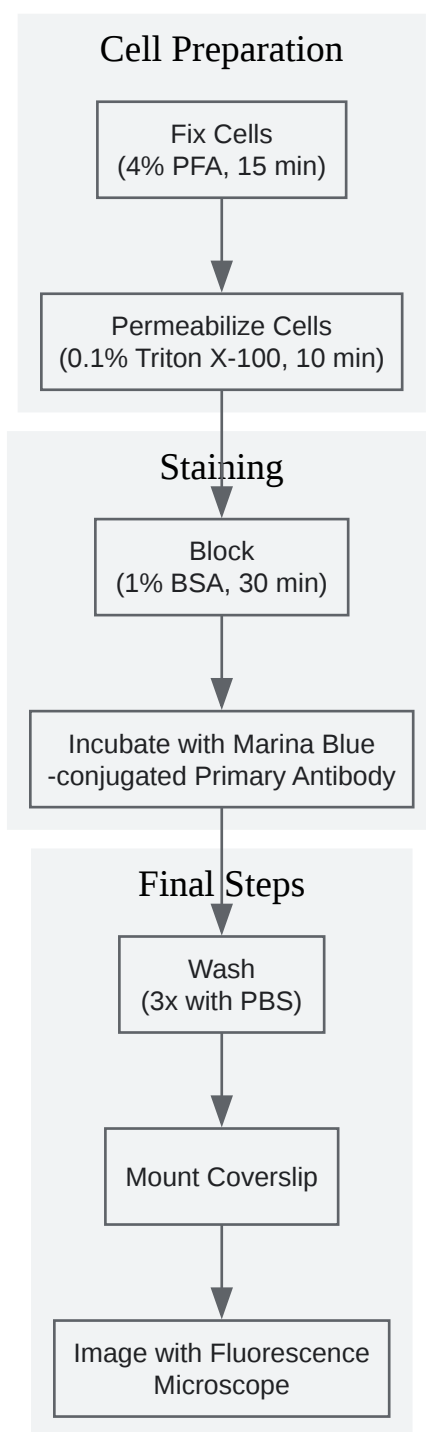 Cell Preparation
Fix Cells
(4% PFA, 15 min)
Permeabilize Cells
(0.1% Triton X-100, 10 min)
Staining
Block
(1% BSA, 30 min)
Incubate with Marina Blue
-conjugated Primary Antibody
Final Steps
Wash
(3x with PBS)
Mount Coverslip
Image with Fluorescence
Microscope